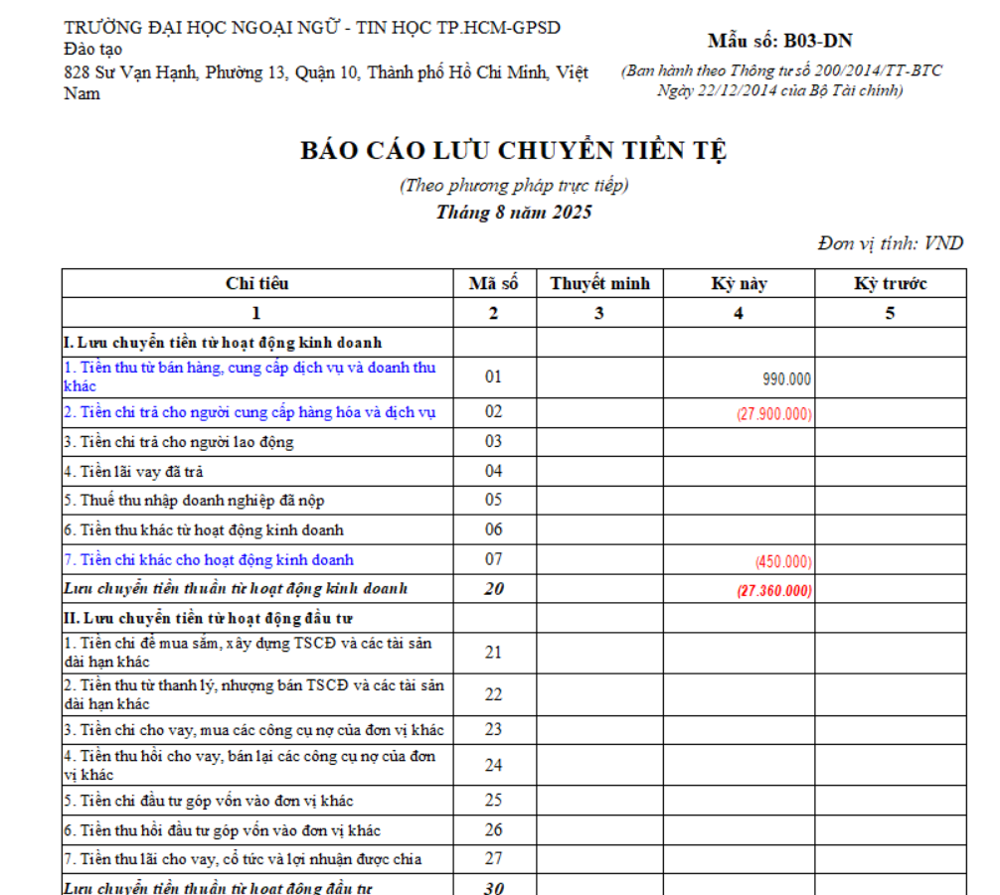 TRƯỜNG ĐẠI HỌC NGOẠI NGỮ - TIN HỌC TP.HCM-GPSD
Đào tạo
828 Sư Vạn Hạnh, Phường 13, Quận 10, Thành phố Hồ Chí Minh, Việt
Nam
Mẫu số: B03-DN
(Ban hành theo Thông tư số 200/2014/TT-BTC
Ngày 22/12/2014 của Bộ Tài chính)
BÁO CÁO LƯU CHUYỂN TIỀN TỆ
(Theo phương pháp trực tiếp)
Tháng 8 năm 2025
Đơn vị tính: VND
Chỉ tiêu Mã số Thuyết minh Kỳ này Kỳ trước
1 2 3 4 5
I. Lưu chuyển tiền từ hoạt động kinh doanh
1. Tiền thu từ bán hàng, cung cấp dịch vụ và doanh thu
khác 01 990.000
2. Tiền chi trả cho người cung cấp hàng hóa và dịch vụ 02 (27.900.000)
3. Tiền chi trả cho người lao động 03
4. Tiền lãi vay đã trả 04
5. Thuế thu nhập doanh nghiệp đã nộp 05
6. Tiền thu khác từ hoạt động kinh doanh 06
7. Tiền chi khác cho hoạt động kinh doanh 07 (450.000)
Lưu chuyển tiền thuần từ hoạt động kinh doanh 20 (27.360.000)
II. Lưu chuyển tiền từ hoạt động đầu tư
1. Tiền chi để mua sắm, xây dựng TSCĐ và các tài sản
dài hạn khác 21
2. Tiền thu từ thanh lý, nhượng bán TSCĐ và các tài sản
dài hạn khác 22
3. Tiền chi cho vay, mua các công cụ nợ của đơn vị khác 23
4. Tiền thu hồi cho vay, bán lại các công cụ nợ của đơn
vị khác 24
5. Tiền chi đầu tư góp vốn vào đơn vị khác 25
6. Tiền thu hồi đầu tư góp vốn vào đơn vị khác 26
7. Tiền thu lãi cho vay, cổ tức và lợi nhuận được chia 27
Lưu chuyển tiền thuần từ hoạt động đầu tư 30